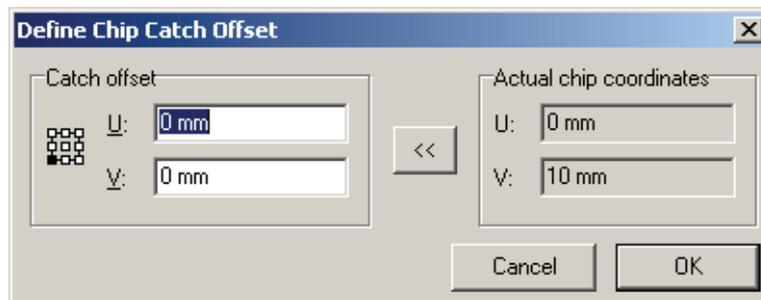 Define Chip Catch Offset
Catch offset
U:
0 mm
V:
0 mm
<<
Actual chip coordinates
U:
0 mm
V:
10 mm
Cancel
OK